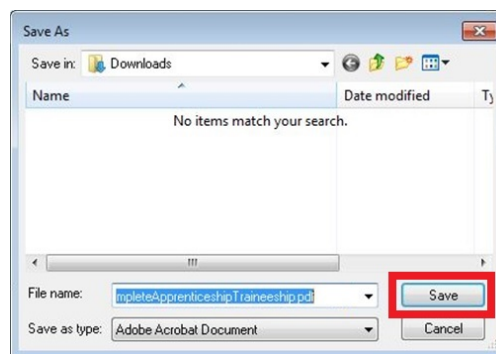 Save As
Save in: Downloads
Name Date modified Ty
No items match your search.
File name: mpleteApprenticeshipTraineeship.pdf Save
Save as type: Adobe Acrobat Document Cancel